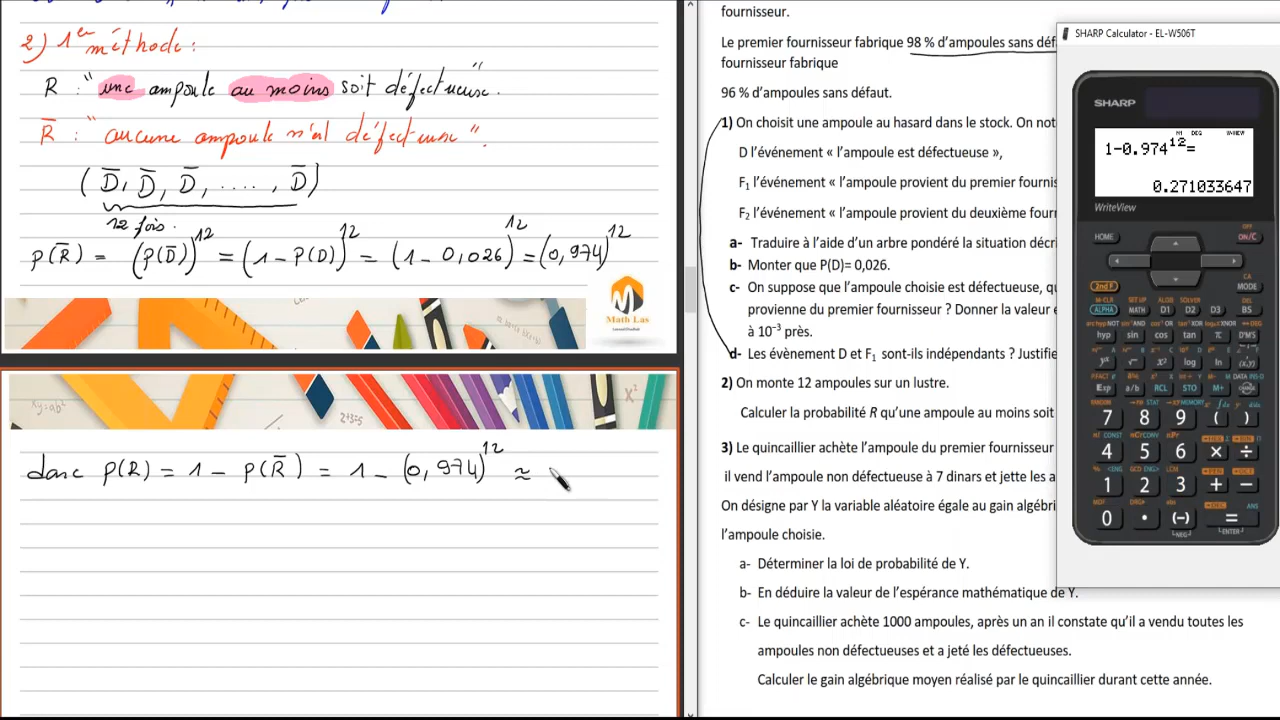 2) 1ère méthode:
R : "une ampoule au moins soit défectueuse"
R̄ : "aucune ampoule n'est défectueuse".
(D̄, D̄, D̄, ...., D̄)
12 fois.
p(R̄) = (p(D̄))^12 = (1 - P(D))^12 = (1 - 0,026)^12 = (0,974)^12
Math Las
donc p(R) = 1 - p(R̄) = 1 - (0,974)^12 ≈
fournisseur.
Le premier fournisseur fabrique 98 % d'ampoules sans déf
fournisseur fabrique
96 % d'ampoules sans défaut.
1) On choisit une ampoule au hasard dans le stock. On not
D l'événement « l'ampoule est défectueuse »,
F₁ l'événement « l'ampoule provient du premier fournis
F₂ l'événement « l'ampoule provient du deuxième four
a- Traduire à l'aide d'un arbre pondéré la situation décri
b- Monter que P(D)= 0,026.
c- On suppose que l'ampoule choisie est défectueuse, qu
provienne du premier fournisseur ? Donner la valeur
à 10⁻³ près.
d- Les évènement D et F₁ sont-ils indépendants ? Justifie
2) On monte 12 ampoules sur un lustre.
Calculer la probabilité R qu'une ampoule au moins soit
3) Le quincaillier achète l'ampoule du premier fournisseur
il vend l'ampoule non défectueuse à 7 dinars et jette les a
On désigne par Y la variable aléatoire égale au gain algébri
l'ampoule choisie.
a- Déterminer la loi de probabilité de Y.
b- En déduire la valeur de l'espérance mathématique de Y.
c- Le quincaillier achète 1000 ampoules, après un an il constate qu'il a vendu toutes les
ampoules non défectueuses et a jeté les défectueuses.
Calculer le gain algébrique moyen réalisé par le quincaillier durant cette année.
SHARP Calculator - EL-W506T
SHARP
1-0.974^12=
0.271033647
WriteView
HOME
ON/C
2nd F
MODE
ALPHA MATH D1 D2 D3 BS
hyp sin cos tan π D°M'S
yˣ √ x² log ln
Exp a/b RCL STO M+ CHANGE
7 8 9 ( )
4 5 6 × ÷
1 2 3 + −
0 • (−) =